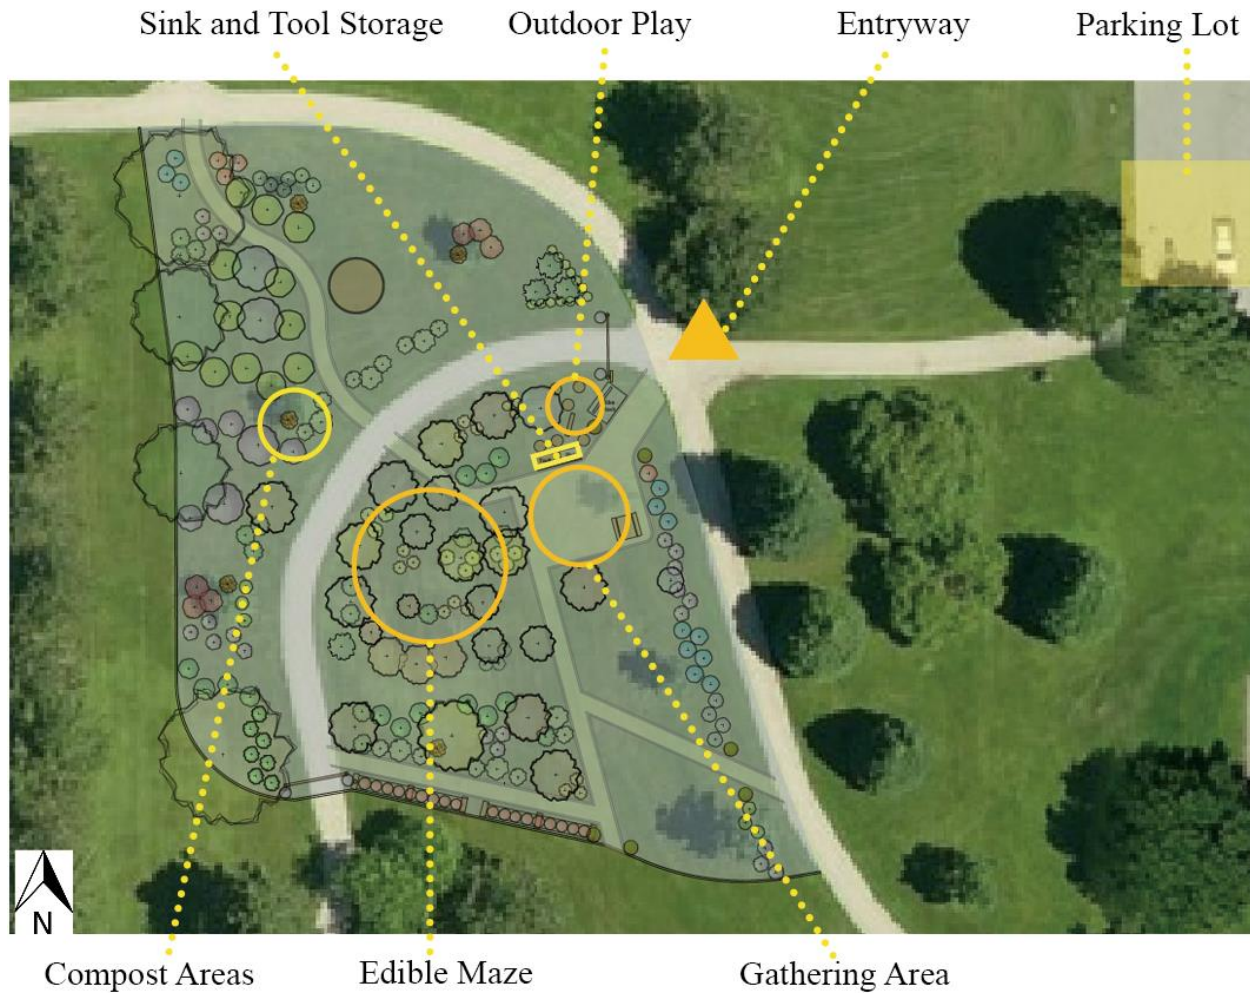 Sink and Tool Storage
Outdoor Play
Entryway
Parking Lot
N
Compost Areas
Edible Maze
Gathering Area